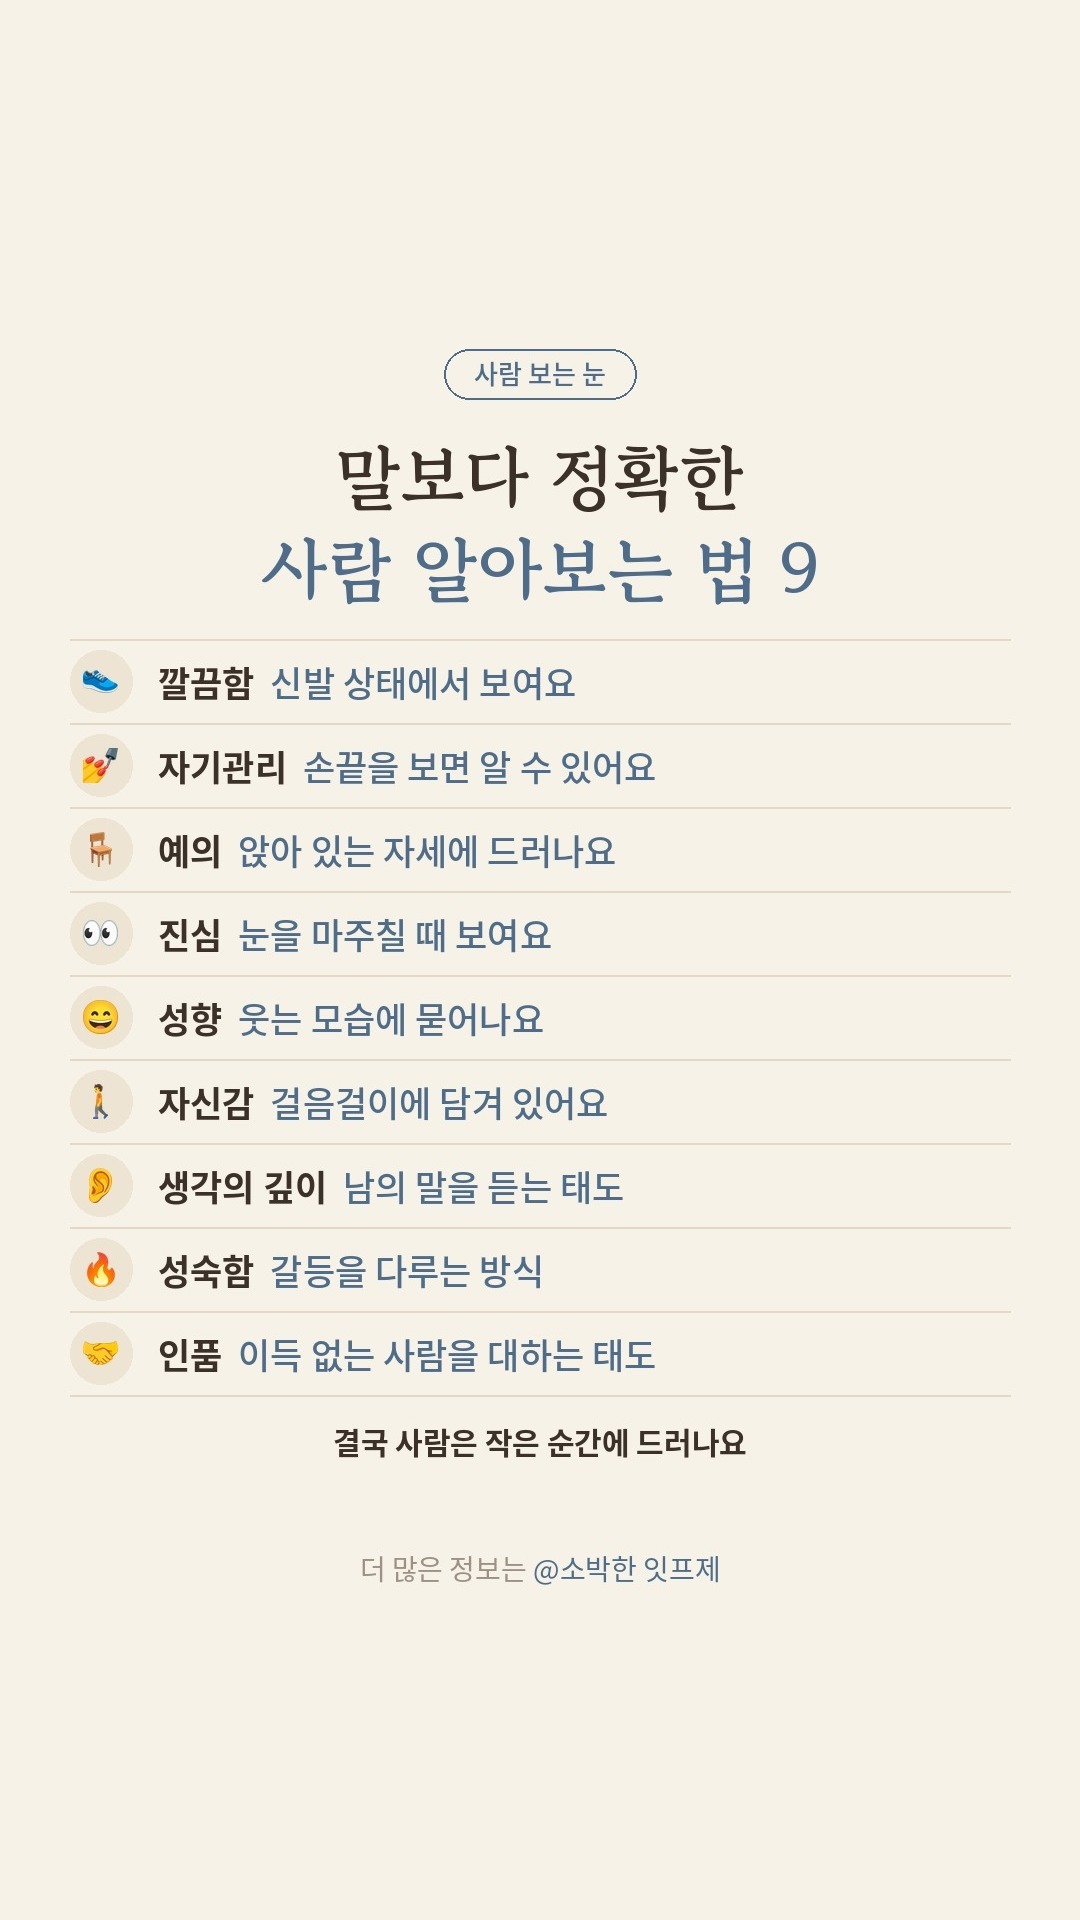 사람 보는 눈
말보다 정확한
사람 알아보는 법 9
깔끔함 신발 상태에서 보여요
자기관리 손끝을 보면 알 수 있어요
예의 앉아 있는 자세에 드러나요
진심 눈을 마주칠 때 보여요
성향 웃는 모습에 묻어나요
자신감 걸음걸이에 담겨 있어요
생각의 깊이 남의 말을 듣는 태도
성숙함 갈등을 다루는 방식
인품 이득 없는 사람을 대하는 태도
결국 사람은 작은 순간에 드러나요
더 많은 정보는 @소박한 잇프제